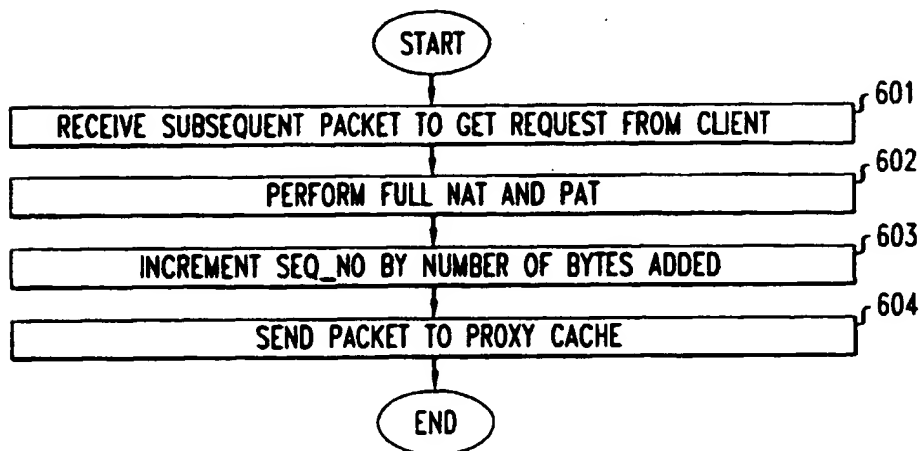 START
601
RECEIVE SUBSEQUENT PACKET TO GET REQUEST FROM CLIENT
602
PERFORM FULL NAT AND PAT
603
INCREMENT SEQ_NO BY NUMBER OF BYTES ADDED
604
SEND PACKET TO PROXY CACHE
END